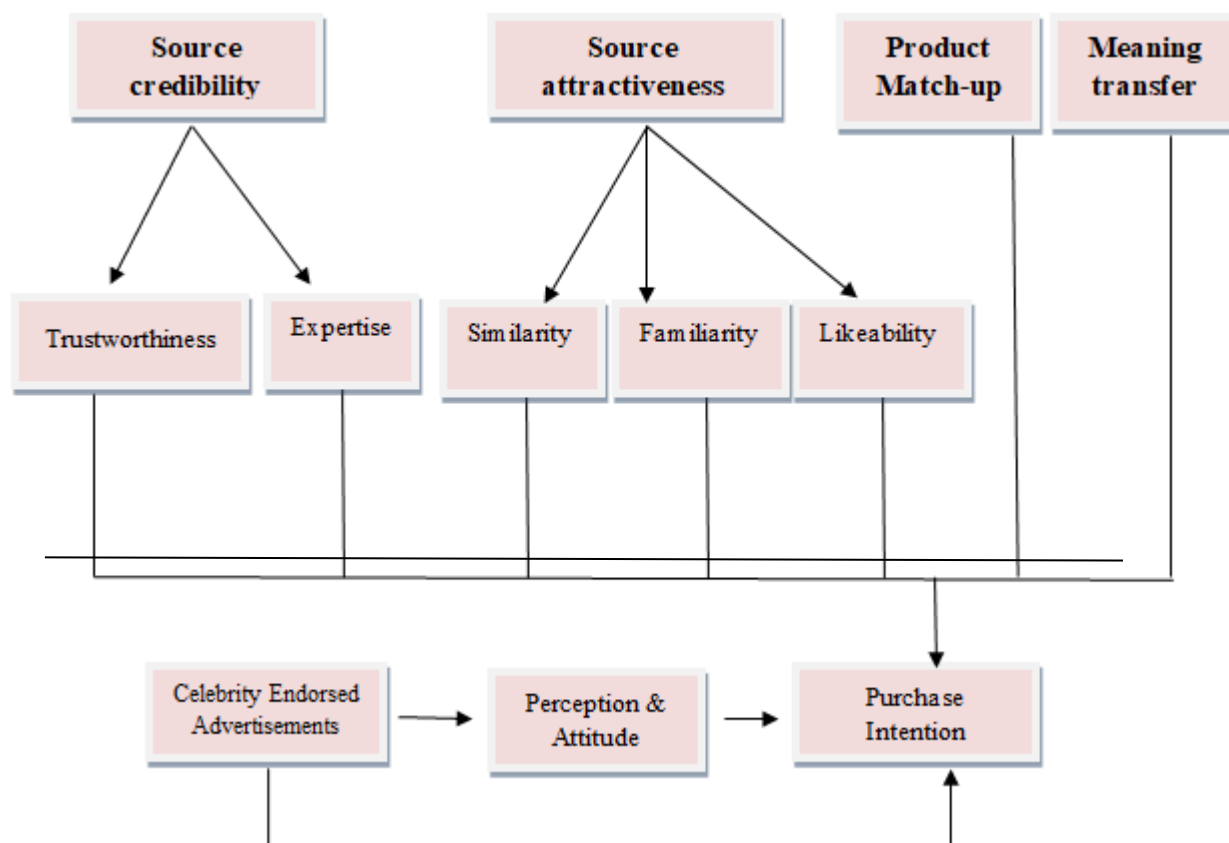 Source
credibility
Source
attractiveness
Product
Match-up
Meaning
transfer
Trustworthiness
Expertise
Similarity
Familiarity
Likeability
Celebrity Endorsed
Advertisements
Perception &
Attitude
Purchase
Intention